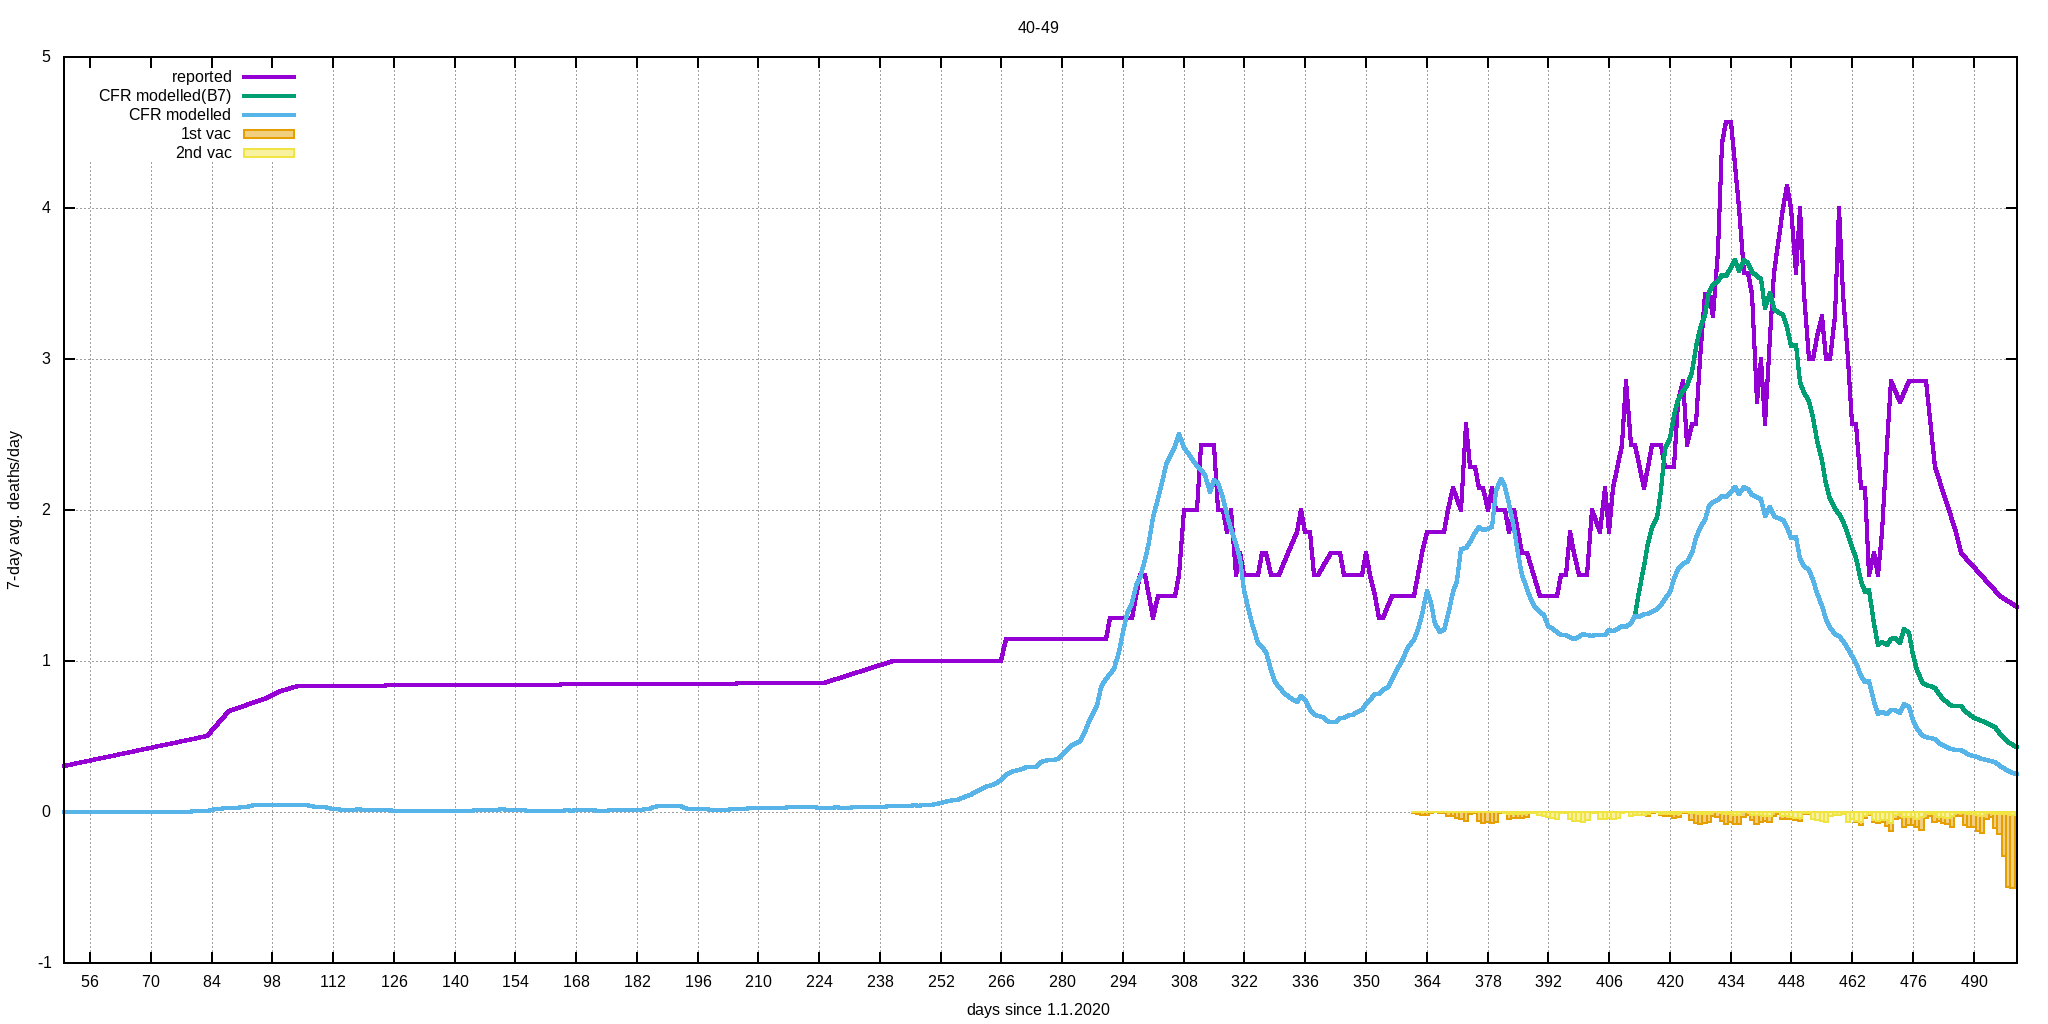 40-49
5
4
3
2
1
0
-1
7-day avg. deaths/day
reported
CFR modelled(B7)
CFR modelled
1st vac
2nd vac
56 70 84 98 112 126 140 154 168 182 196 210 224 238 252 266 280 294 308 322 336 350 364 378 392 406 420 434 448 462 476 490
days since 1.1.2020